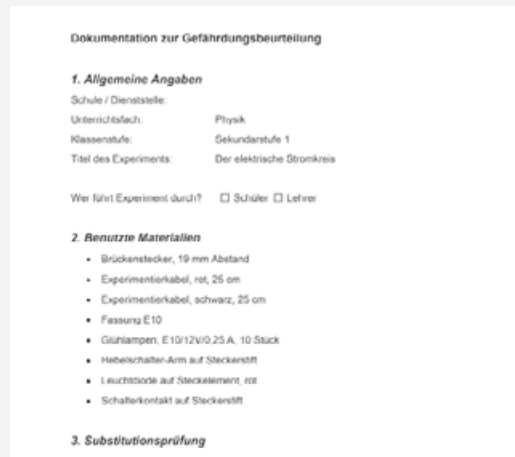 Dokumentation zur Gefährdungsbeurteilung
1. Allgemeine Angaben
Schule / Dienststelle:
Unterrichtsfach: Physik
Klassenstufe: Sekundarstufe 1
Titel des Experiments: Der elektrische Stromkreis
Wer führt Experiment durch? ☐ Schüler ☐ Lehrer
2. Benutzte Materialien
• Brückenstecker, 19 mm Abstand
• Experimentierkabel, rot, 25 cm
• Experimentierkabel, schwarz, 25 cm
• Fassung E10
• Glühlampen, E10/12V/0,25 A, 10 Stück
• Hebelschalter-Arm auf Steckerstift
• Leuchtdiode auf Steckelement, rot
• Schalterkontakt auf Steckerstift
3. Substitutionsprüfung